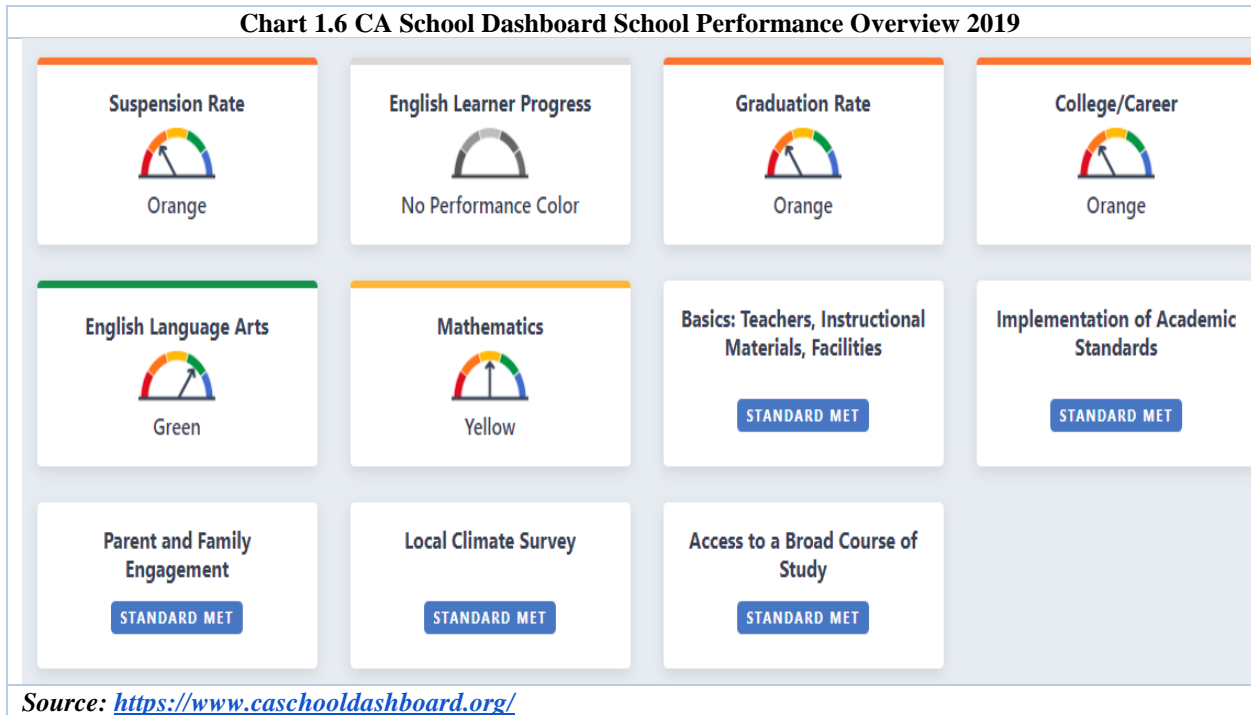 Chart 1.6 CA School Dashboard School Performance Overview 2019
Suspension Rate
Orange
English Learner Progress
No Performance Color
Graduation Rate
Orange
College/Career
Orange
English Language Arts
Green
Mathematics
Yellow
Basics: Teachers, Instructional
Materials, Facilities
STANDARD MET
Implementation of Academic
Standards
STANDARD MET
Parent and Family
Engagement
STANDARD MET
Local Climate Survey
STANDARD MET
Access to a Broad Course of
Study
STANDARD MET
Source: https://www.caschooldashboard.org/